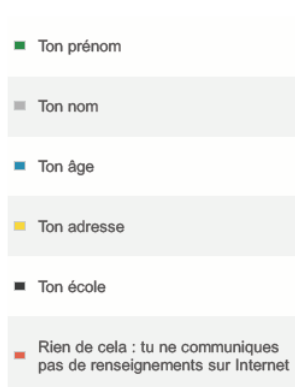 Ton prénom
Ton nom
Ton âge
Ton adresse
Ton école
Rien de cela : tu ne communiques
pas de renseignements sur Internet